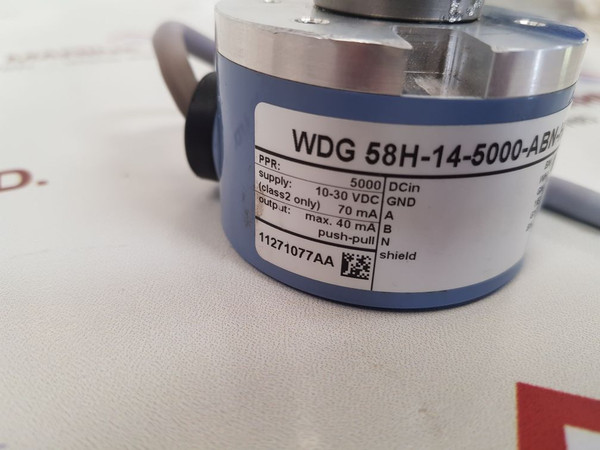 WDG 58H-14-5000-ABN-
PPR: 5000 DCin
supply: 10-30 VDC GND
(class2 only) 70 mA A
output: max. 40 mA B
push-pull N
11271077AA shield
D.